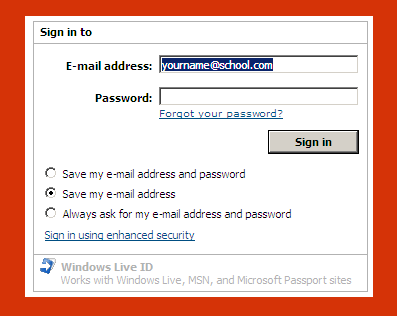 Sign in to
E-mail address: yourname@school.com
Password:
Forgot your password?
Sign in
Save my e-mail address and password
Save my e-mail address
Always ask for my e-mail address and password
Sign in using enhanced security
Windows Live ID
Works with Windows Live, MSN, and Microsoft Passport sites